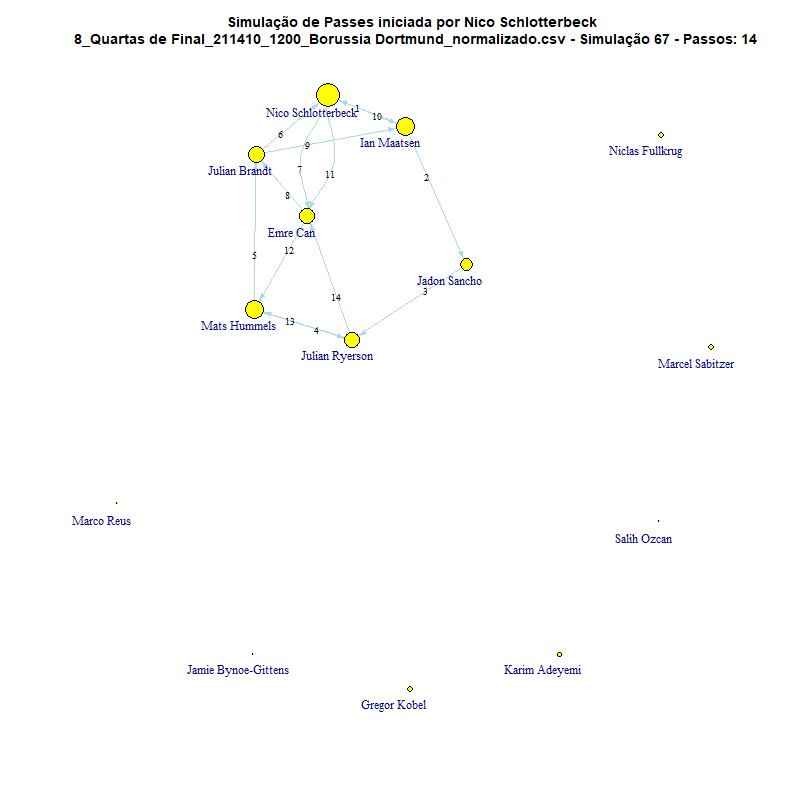 Simulação de Passes iniciada por Nico Schlotterbeck
8_Quartas de Final_211410_1200_Borussia Dortmund_normalizado.csv - Simulação 67 - Passos: 14
Nico Schlotterbeck
1
10
Ian Maatsen
Niclas Fullkrug
6
9
Julian Brandt
7
11
2
8
Emre Can
12
5
Jadon Sancho
3
14
Mats Hummels
13
4
Julian Ryerson
Marcel Sabitzer
Marco Reus
Salih Ozcan
Jamie Bynoe-Gittens
Karim Adeyemi
Gregor Kobel